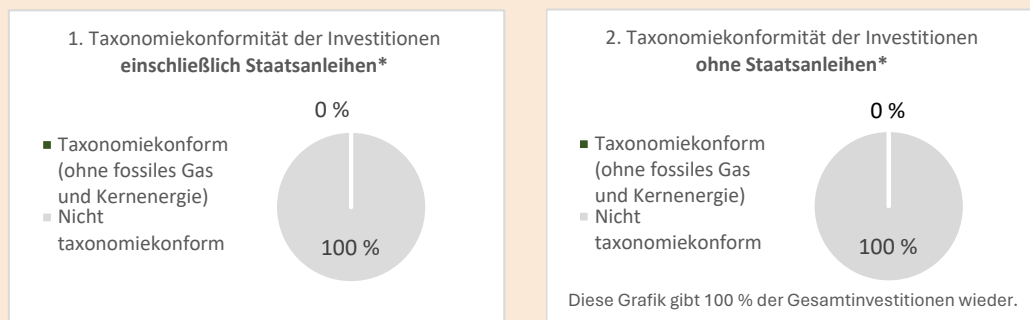 1. Taxonomiekonformität der Investitionen
einschließlich Staatsanleihen*
0 %
Taxonomiekonform
(ohne fossiles Gas
und Kernenergie)
Nicht
taxonomiekonform
100 %
2. Taxonomiekonformität der Investitionen
ohne Staatsanleihen*
0 %
Taxonomiekonform
(ohne fossiles Gas
und Kernenergie)
Nicht
taxonomiekonform
100 %
Diese Grafik gibt 100 % der Gesamtinvestitionen wieder.